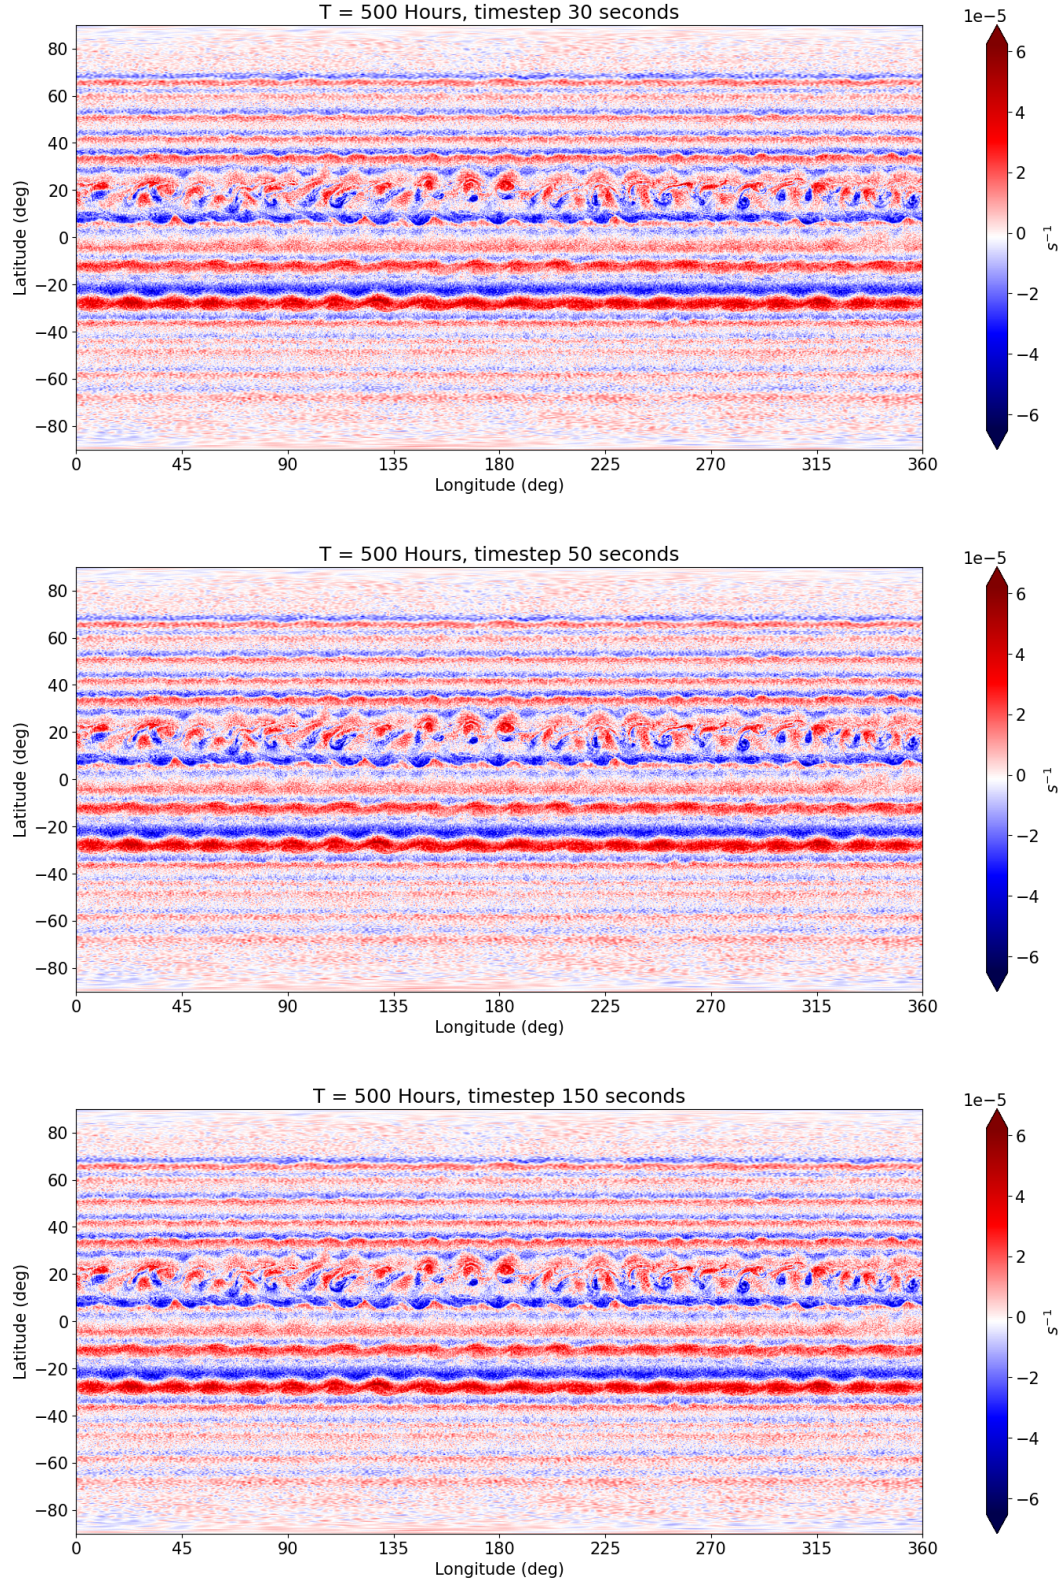 T = 500 Hours, timestep 30 seconds
1e−5
80
60
40
20
0
−20
−40
−60
−80
Latitude (deg)
0 45 90 135 180 225 270 315 360
Longitude (deg)
6
4
2
0
−2
−4
−6
s⁻¹
T = 500 Hours, timestep 50 seconds
1e−5
80
60
40
20
0
−20
−40
−60
−80
Latitude (deg)
0 45 90 135 180 225 270 315 360
Longitude (deg)
6
4
2
0
−2
−4
−6
s⁻¹
T = 500 Hours, timestep 150 seconds
1e−5
80
60
40
20
0
−20
−40
−60
−80
Latitude (deg)
0 45 90 135 180 225 270 315 360
Longitude (deg)
6
4
2
0
−2
−4
−6
s⁻¹